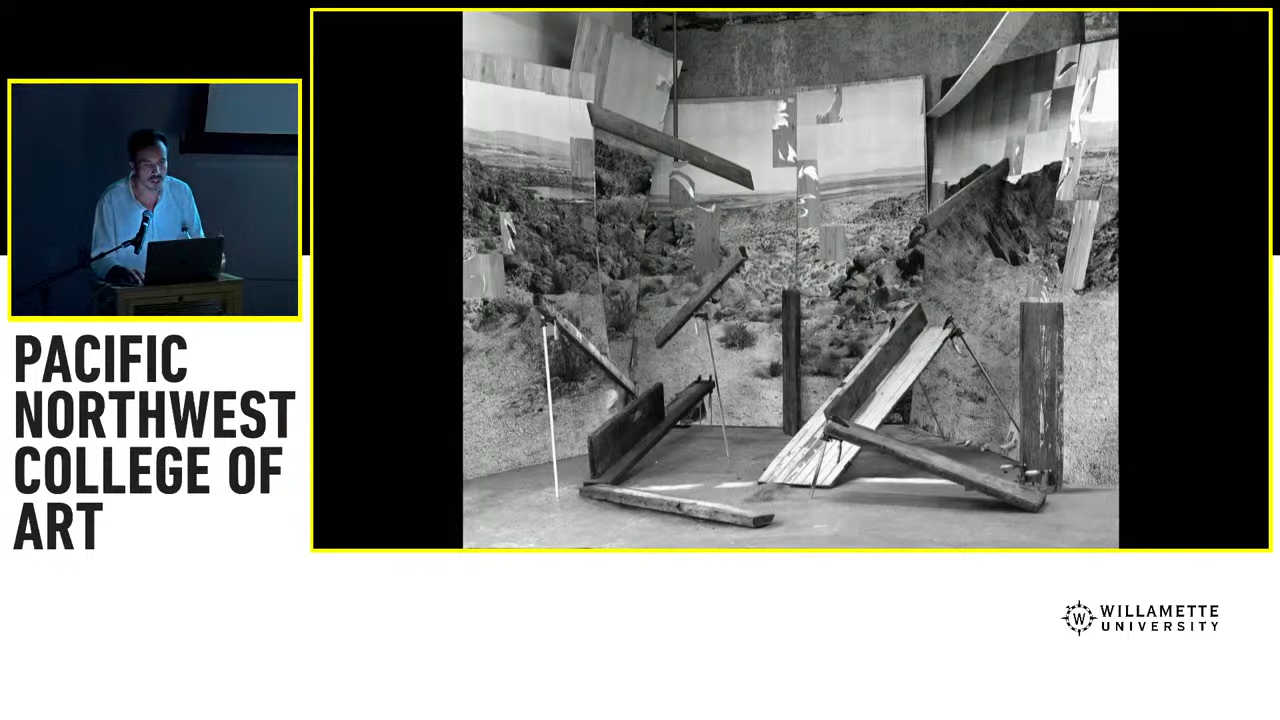 PACIFIC
NORTHWEST
COLLEGE OF
ART
W
WILLAMETTE
UNIVERSITY